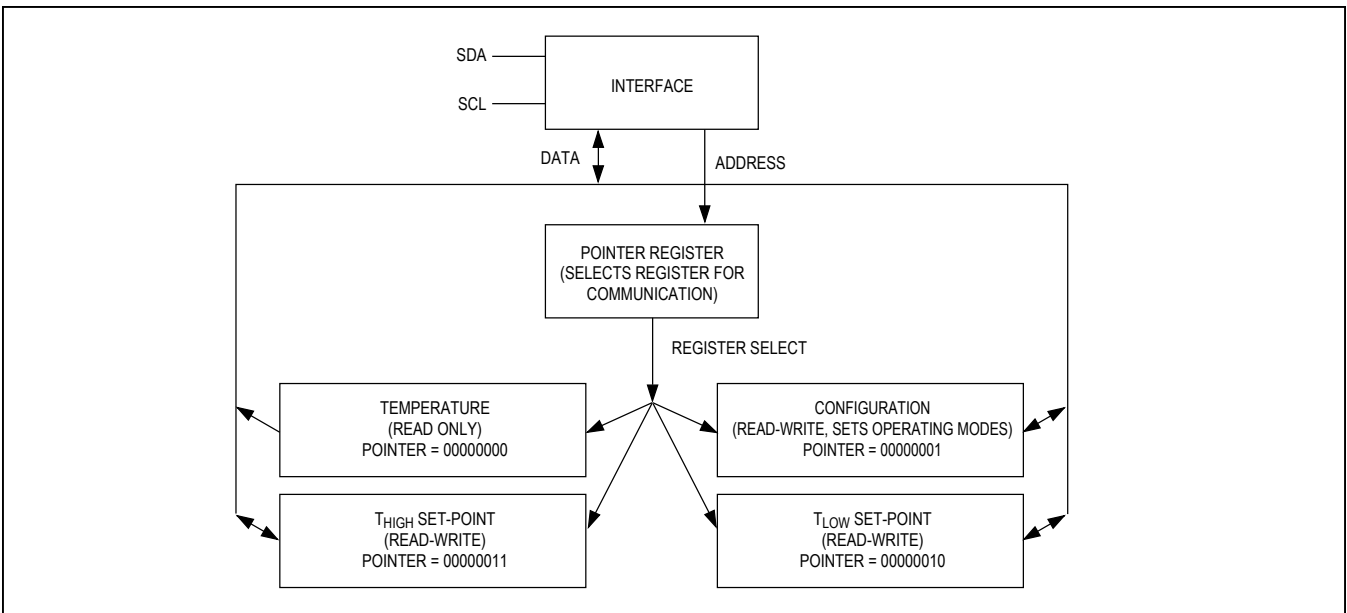 SDA
INTERFACE
SCL
DATA
ADDRESS
POINTER REGISTER
(SELECTS REGISTER FOR
COMMUNICATION)
REGISTER SELECT
TEMPERATURE
(READ ONLY)
POINTER = 00000000
CONFIGURATION
(READ-WRITE, SETS OPERATING MODES)
POINTER = 00000001
THIGH SET-POINT
(READ-WRITE)
POINTER = 00000011
TLOW SET-POINT
(READ-WRITE)
POINTER = 00000010